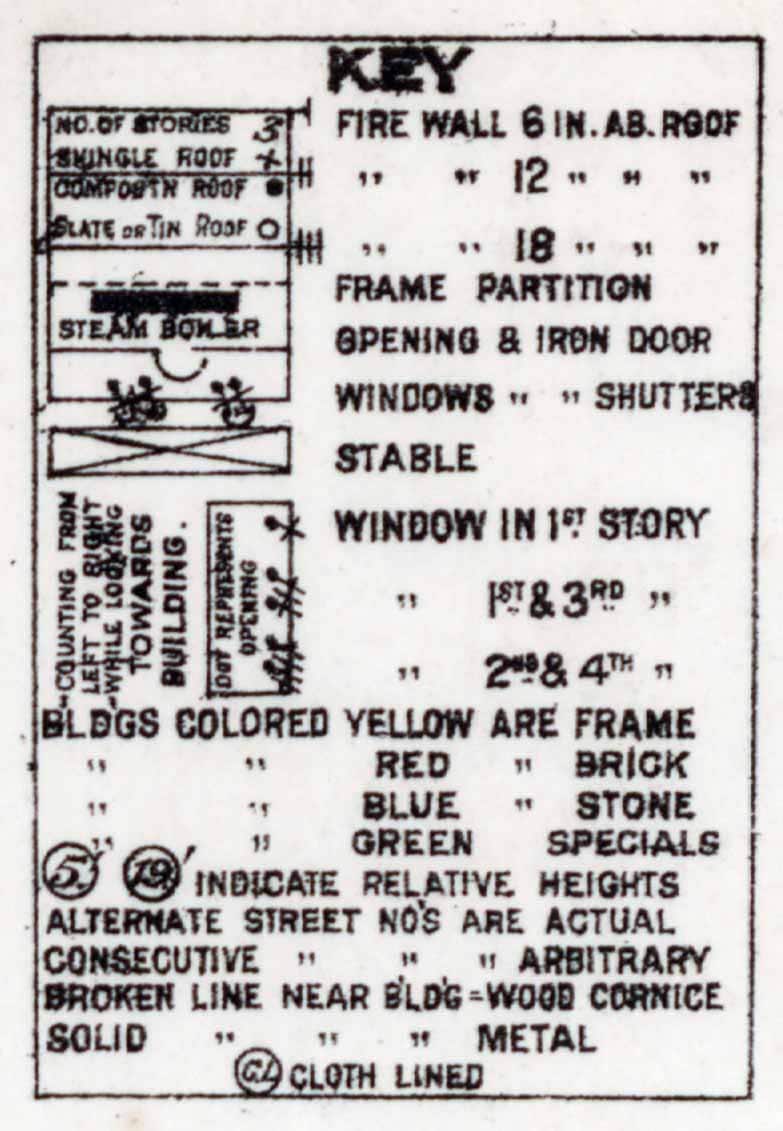 KEY
NO. OF STORIES 3
SHINGLE ROOF x
COMPOS'TN ROOF ●
SLATE OR TIN ROOF O
STEAM BOILER
FIRE WALL 6 IN. AB. ROOF
" " 12 " " "
" " 18 " " "
FRAME PARTITION
OPENING & IRON DOOR
WINDOWS " " SHUTTERS
STABLE
"COUNTING FROM
LEFT TO RIGHT
"WHILE LOOKING
TOWARDS
BUILDING.
DOT REPRESENTS
OPENING
WINDOW IN 1ST STORY
" 1ST & 3RD "
" 2ND & 4TH "
BLDGS COLORED YELLOW ARE FRAME
" " RED " BRICK
" " BLUE " STONE
" " GREEN SPECIALS
5' 19' INDICATE RELATIVE HEIGHTS
ALTERNATE STREET NO'S ARE ACTUAL
CONSECUTIVE " " " ARBITRARY
BROKEN LINE NEAR BLDG = WOOD CORNICE
SOLID " " " METAL
CL CLOTH LINED